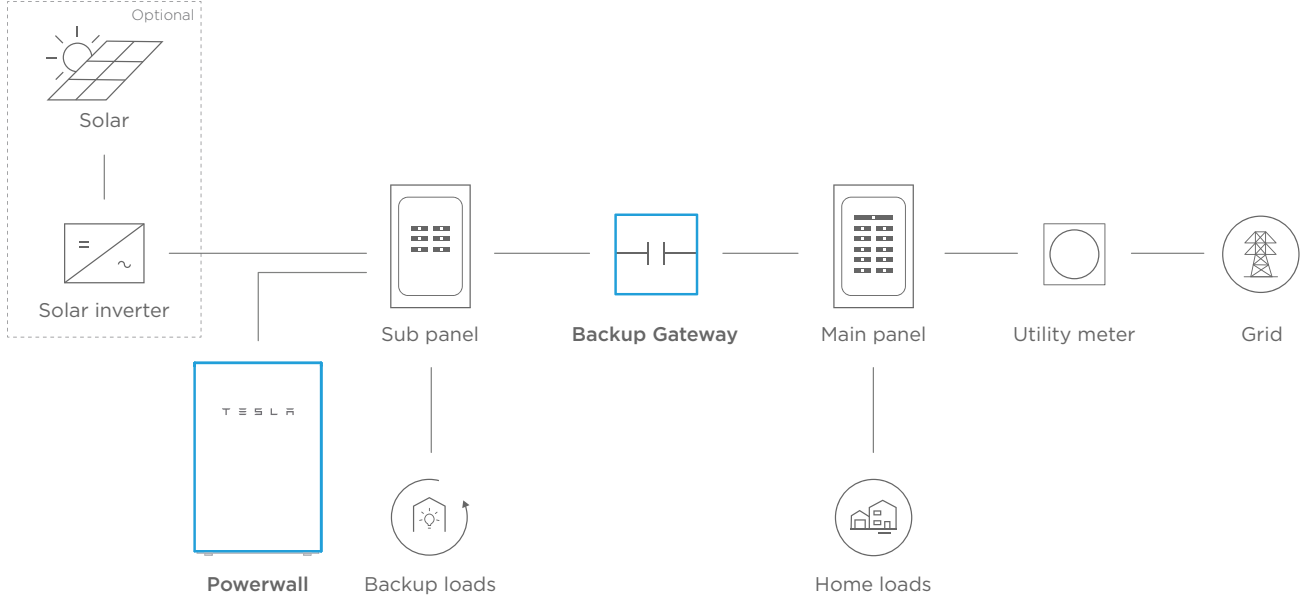 Optional
Solar
Solar inverter
Sub panel
Backup Gateway
Main panel
Utility meter
Grid
TESLA
Powerwall
Backup loads
Home loads